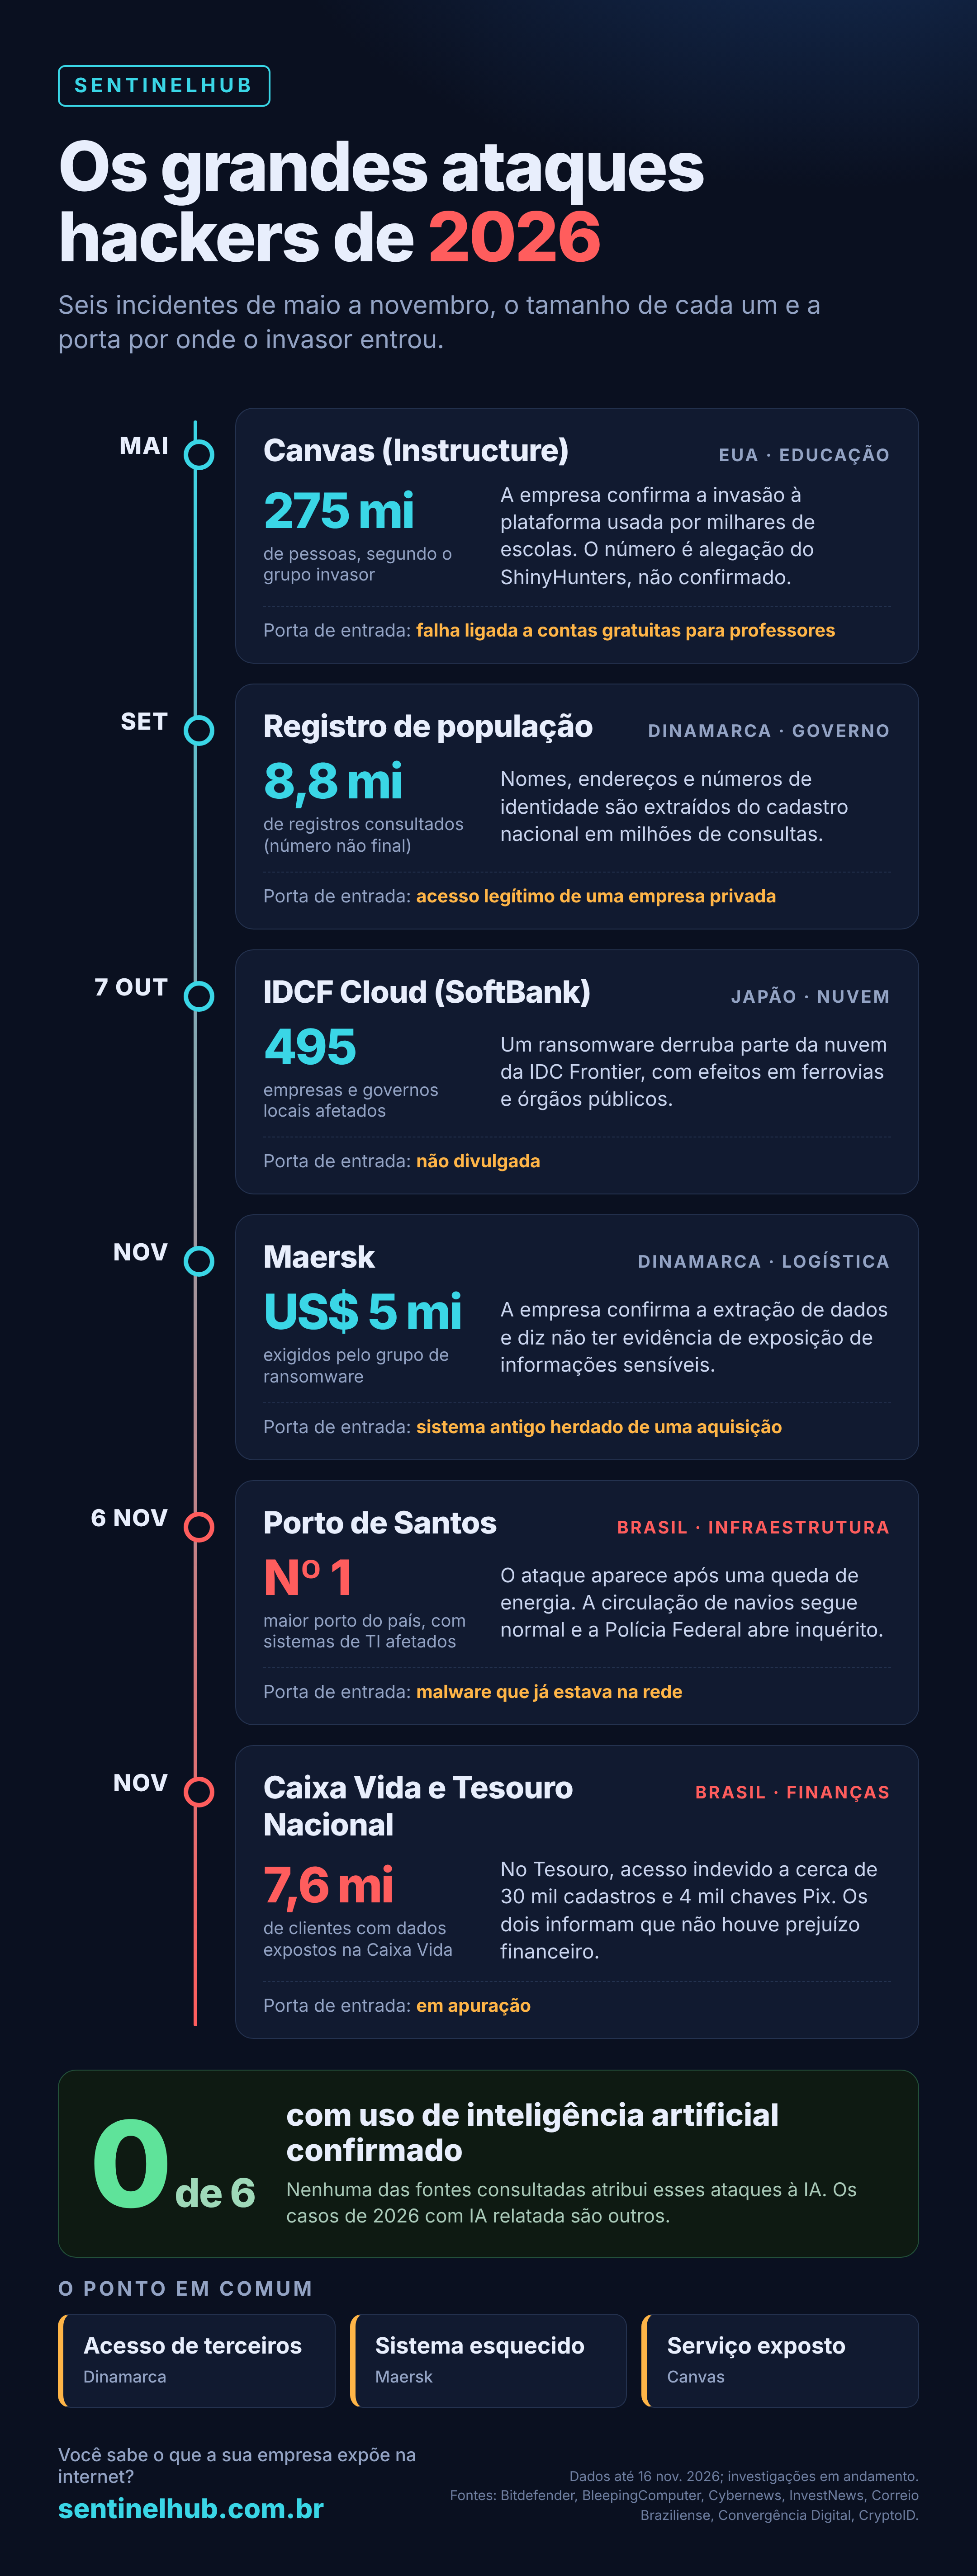 SENTINELHUB
Os grandes ataques
hackers de 2026
Seis incidentes de maio a novembro, o tamanho de cada um e a
porta por onde o invasor entrou.
MAI
Canvas (Instructure)
EUA · EDUCAÇÃO
275 mi
de pessoas, segundo o
grupo invasor
A empresa confirma a invasão à
plataforma usada por milhares de
escolas. O número é alegação do
ShinyHunters, não confirmado.
Porta de entrada: falha ligada a contas gratuitas para professores
SET
Registro de população
DINAMARCA · GOVERNO
8,8 mi
de registros consultados
(número não final)
Nomes, endereços e números de
identidade são extraídos do cadastro
nacional em milhões de consultas.
Porta de entrada: acesso legítimo de uma empresa privada
7 OUT
IDCF Cloud (SoftBank)
JAPÃO · NUVEM
495
empresas e governos
locais afetados
Um ransomware derruba parte da nuvem
da IDC Frontier, com efeitos em ferrovias
e órgãos públicos.
Porta de entrada: não divulgada
NOV
Maersk
DINAMARCA · LOGÍSTICA
US$ 5 mi
exigidos pelo grupo de
ransomware
A empresa confirma a extração de dados
e diz não ter evidência de exposição de
informações sensíveis.
Porta de entrada: sistema antigo herdado de uma aquisição
6 NOV
Porto de Santos
BRASIL · INFRAESTRUTURA
Nº 1
maior porto do país, com
sistemas de TI afetados
O ataque aparece após uma queda de
energia. A circulação de navios segue
normal e a Polícia Federal abre inquérito.
Porta de entrada: malware que já estava na rede
NOV
Caixa Vida e Tesouro
Nacional
BRASIL · FINANÇAS
7,6 mi
de clientes com dados
expostos na Caixa Vida
No Tesouro, acesso indevido a cerca de
30 mil cadastros e 4 mil chaves Pix. Os
dois informam que não houve prejuízo
financeiro.
Porta de entrada: em apuração
0 de 6
com uso de inteligência artificial
confirmado
Nenhuma das fontes consultadas atribui esses ataques à IA. Os
casos de 2026 com IA relatada são outros.
O PONTO EM COMUM
Acesso de terceiros
Dinamarca
Sistema esquecido
Maersk
Serviço exposto
Canvas
Você sabe o que a sua empresa expõe na
internet?
sentinelhub.com.br
Dados até 16 nov. 2026; investigações em andamento.
Fontes: Bitdefender, BleepingComputer, Cybernews, InvestNews, Correio
Braziliense, Convergência Digital, CryptoID.